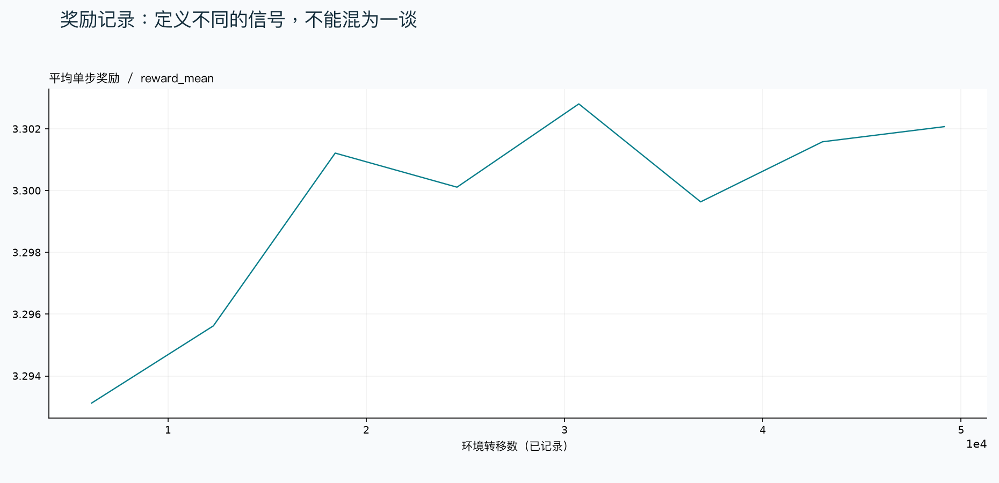 奖励记录：定义不同的信号，不能混为一谈
平均单步奖励 / reward_mean
3.302
3.300
3.298
3.296
3.294
1 2 3 4 5
环境转移数（已记录）
1e4